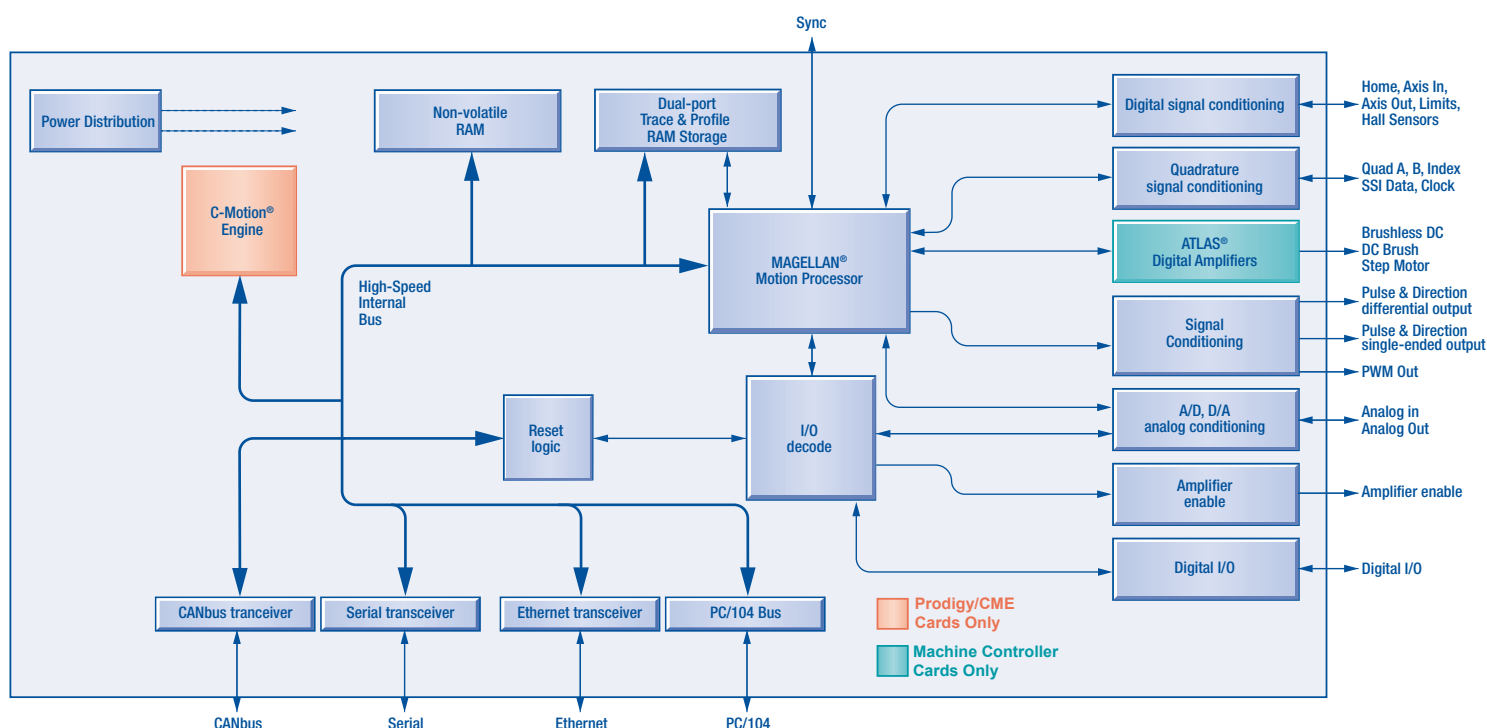 Sync
Power Distribution
Non-volatile
RAM
Dual-port
Trace & Profile
RAM Storage
Digital signal conditioning
Home, Axis In,
Axis Out, Limits,
Hall Sensors
C-Motion®
Engine
Quadrature
signal conditioning
Quad A, B, Index
SSI Data, Clock
High-Speed
Internal
Bus
MAGELLAN®
Motion Processor
ATLAS®
Digital Amplifiers
Brushless DC
DC Brush
Step Motor
Signal
Conditioning
Pulse & Direction
differential output
Pulse & Direction
single-ended output
PWM Out
Reset
logic
I/O
decode
A/D, D/A
analog conditioning
Analog in
Analog Out
Amplifier
enable
Amplifier enable
Digital I/O
Digital I/O
CANbus tranceiver
Serial transceiver
Ethernet transceiver
PC/104 Bus
Prodigy/CME
Cards Only
Machine Controller
Cards Only
CANbus
Serial
Ethernet
PC/104